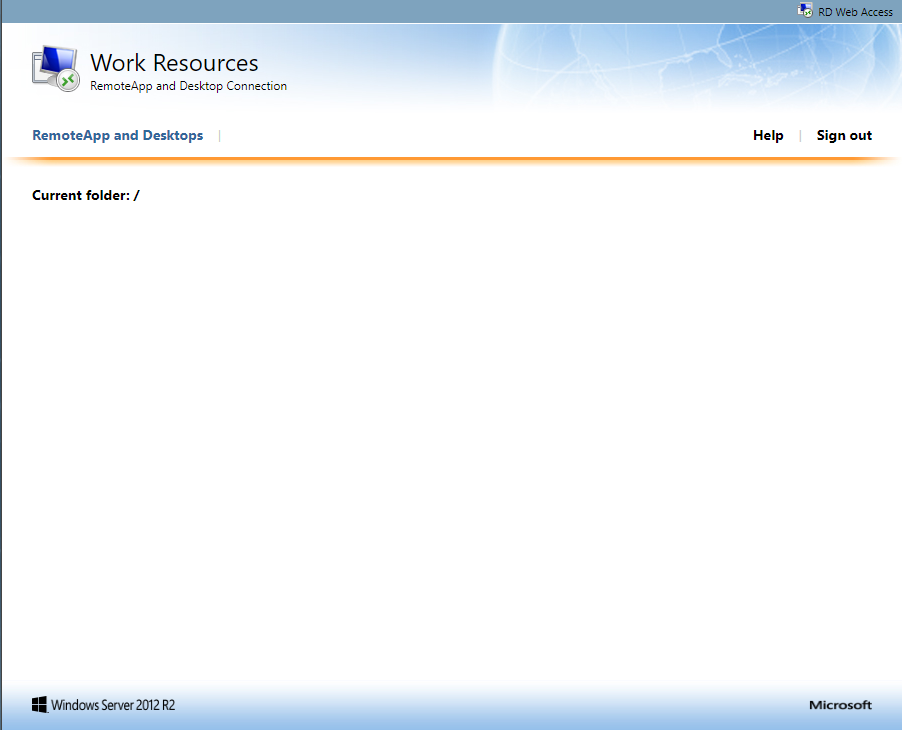 RD Web Access
Work Resources
RemoteApp and Desktop Connection
RemoteApp and Desktops | Help | Sign out
Current folder: /
Windows Server 2012 R2
Microsoft